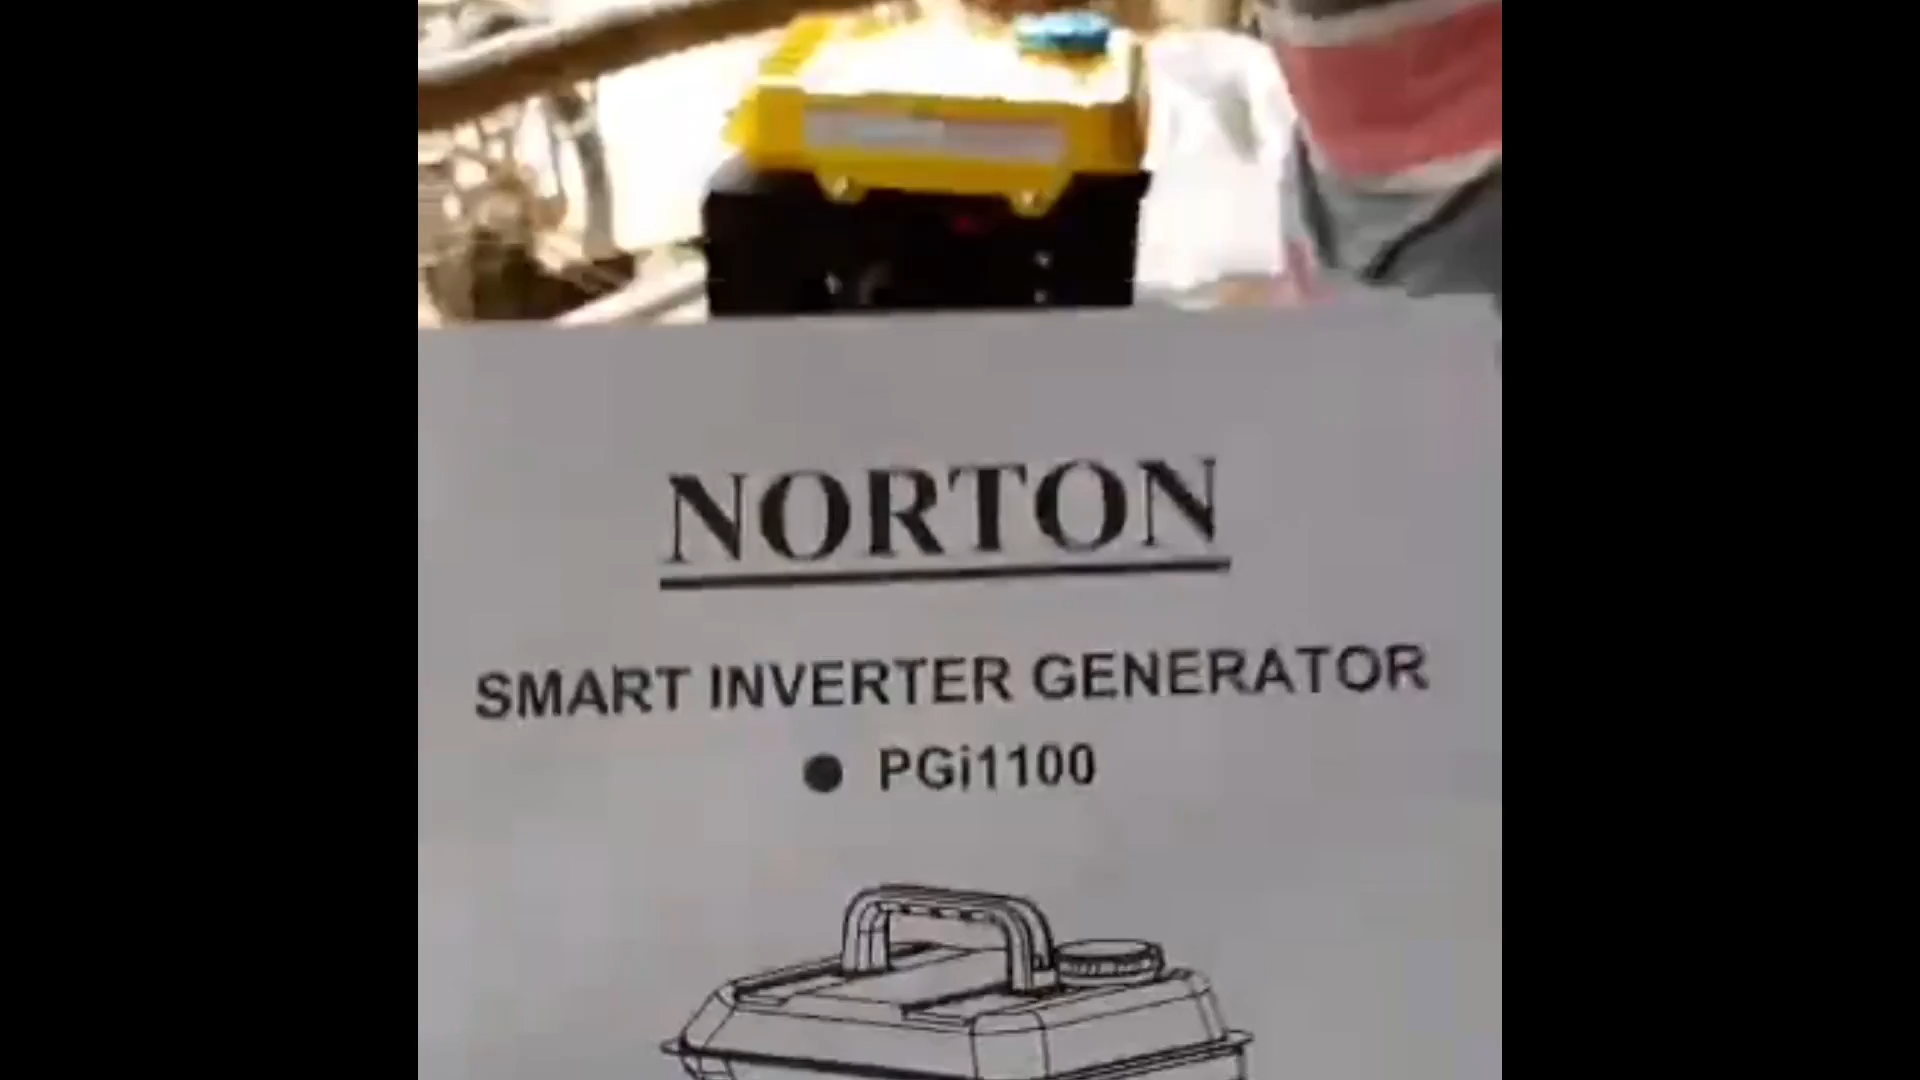 NORTON
SMART INVERTER GENERATOR
● PGi1100